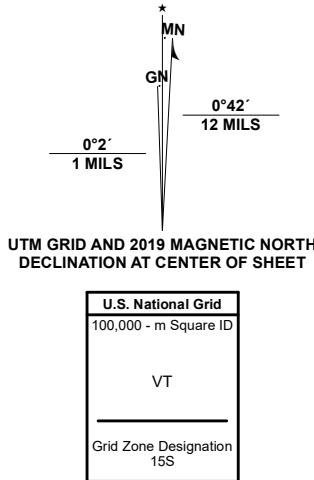 ★
MN
GN
0°42´
12 MILS
0°2´
1 MILS
UTM GRID AND 2019 MAGNETIC NORTH
DECLINATION AT CENTER OF SHEET
U.S. National Grid
100,000 - m Square ID
VT
Grid Zone Designation
15S